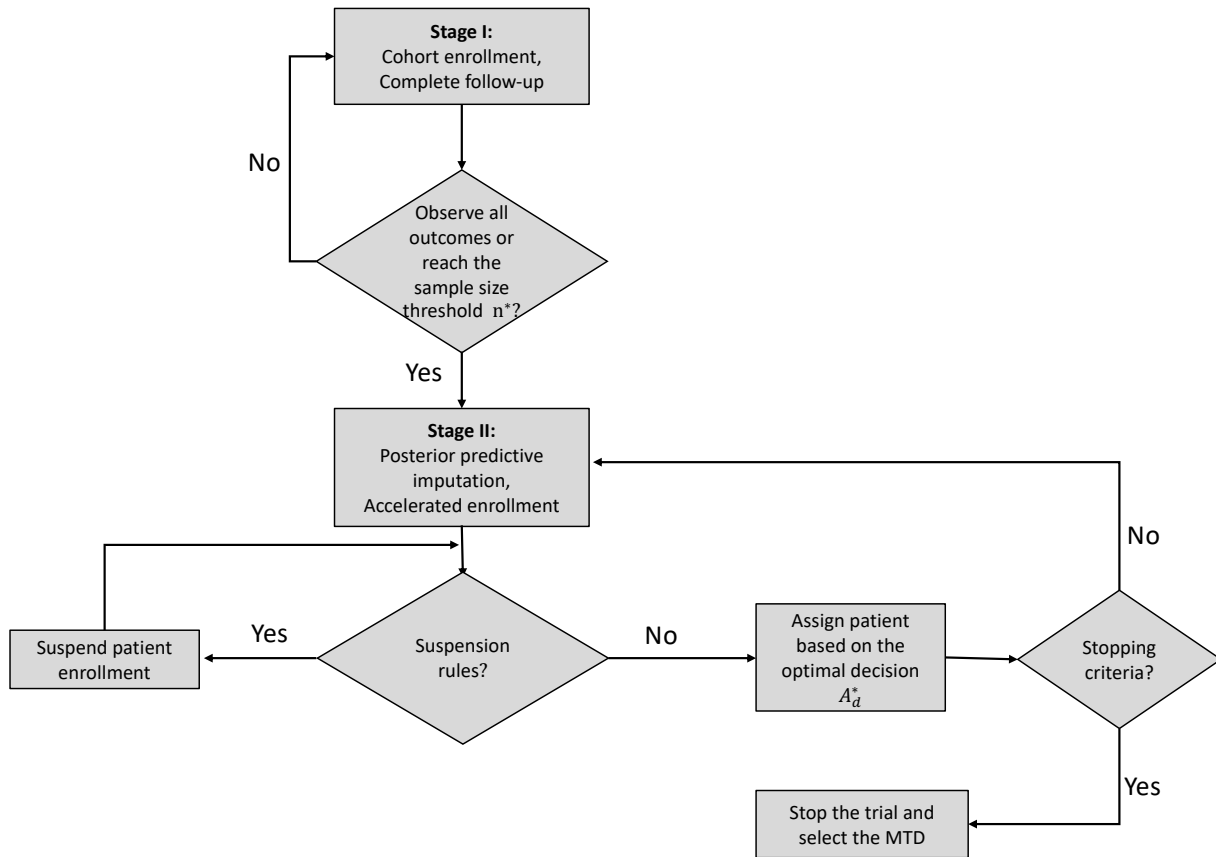 Stage I:
Cohort enrollment,
Complete follow-up
No
Observe all
outcomes or
reach the
sample size
threshold n*?
Yes
Stage II:
Posterior predictive
imputation,
Accelerated enrollment
No
Suspend patient
enrollment
Yes
Suspension
rules?
No
Assign patient
based on the
optimal decision
A_d^*
Stopping
criteria?
Yes
Stop the trial and
select the MTD